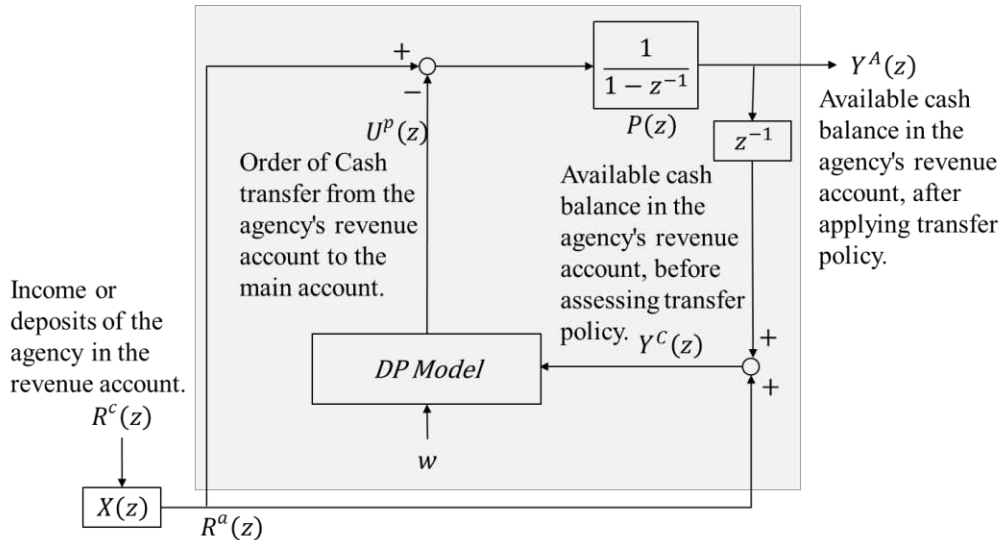 +
1
1 − z⁻¹
P(z)
Y^A(z)
Available cash
balance in the
agency's revenue
account, after
applying transfer
policy.
−
U^p(z)
z⁻¹
Order of Cash
transfer from the
agency's revenue
account to the
main account.
Available cash
balance in the
agency's revenue
account, before
assessing transfer
policy.
Y^C(z)
+
+
DP Model
w
Income or
deposits of the
agency in the
revenue account.
R^c(z)
X(z)
R^a(z)